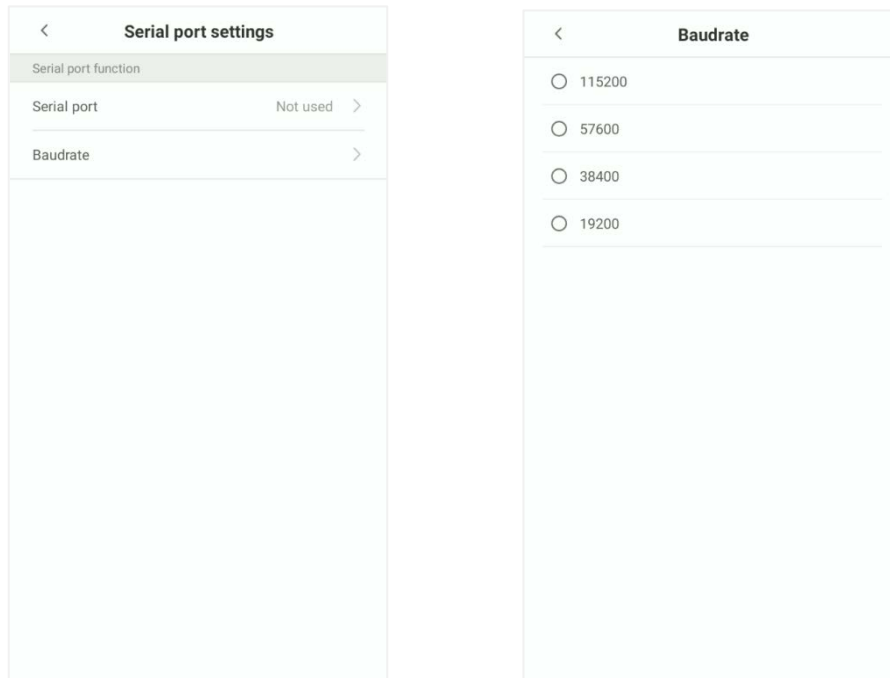 Serial port settings
Serial port function
Serial port Not used
Baudrate
Baudrate
115200
57600
38400
19200